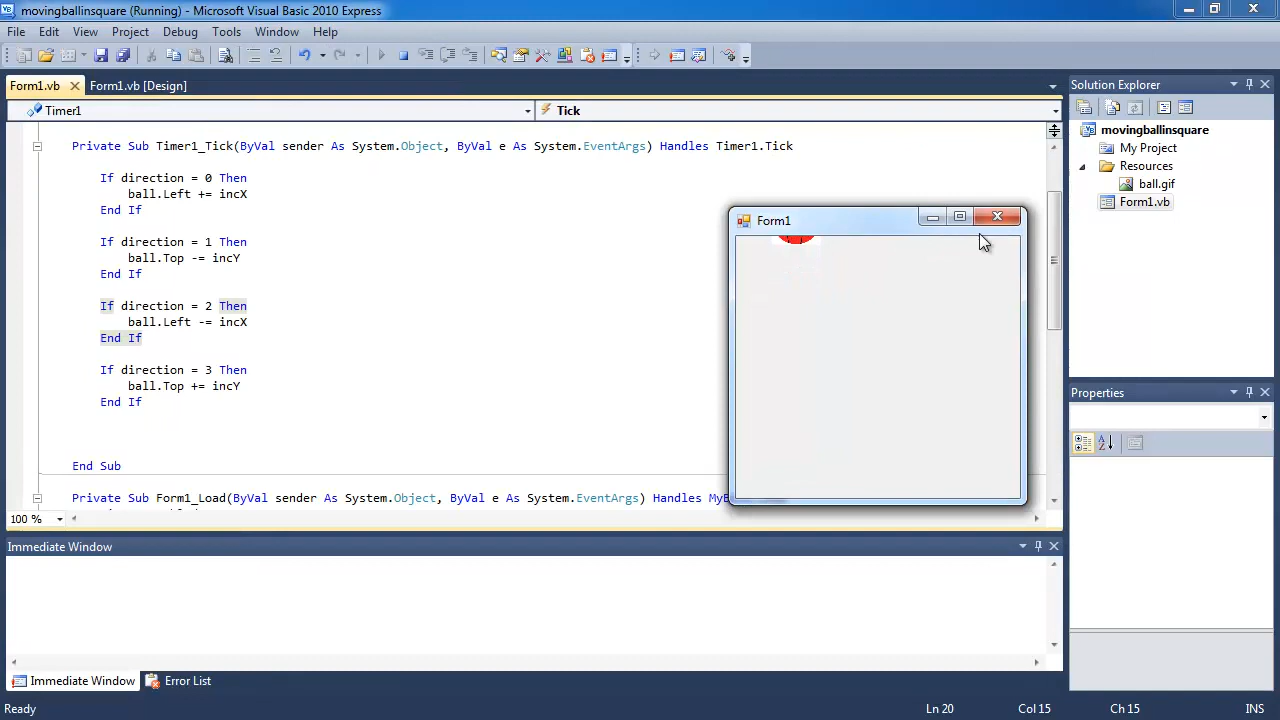 movingballinsquare (Running) - Microsoft Visual Basic 2010 Express
File Edit View Project Debug Tools Window Help
Form1.vb Form1.vb [Design]
Timer1 Tick
Private Sub Timer1_Tick(ByVal sender As System.Object, ByVal e As System.EventArgs) Handles Timer1.Tick
If direction = 0 Then
ball.Left += incX
End If
If direction = 1 Then
ball.Top -= incY
End If
If direction = 2 Then
ball.Left -= incX
End If
If direction = 3 Then
ball.Top += incY
End If
End Sub
Private Sub Form1_Load(ByVal sender As System.Object, ByVal e As System.EventArgs) Handles
100 %
Form1
Solution Explorer
movingballinsquare
My Project
Resources
ball.gif
Form1.vb
Properties
Immediate Window
Immediate Window Error List
Ready Ln 20 Col 15 Ch 15 INS